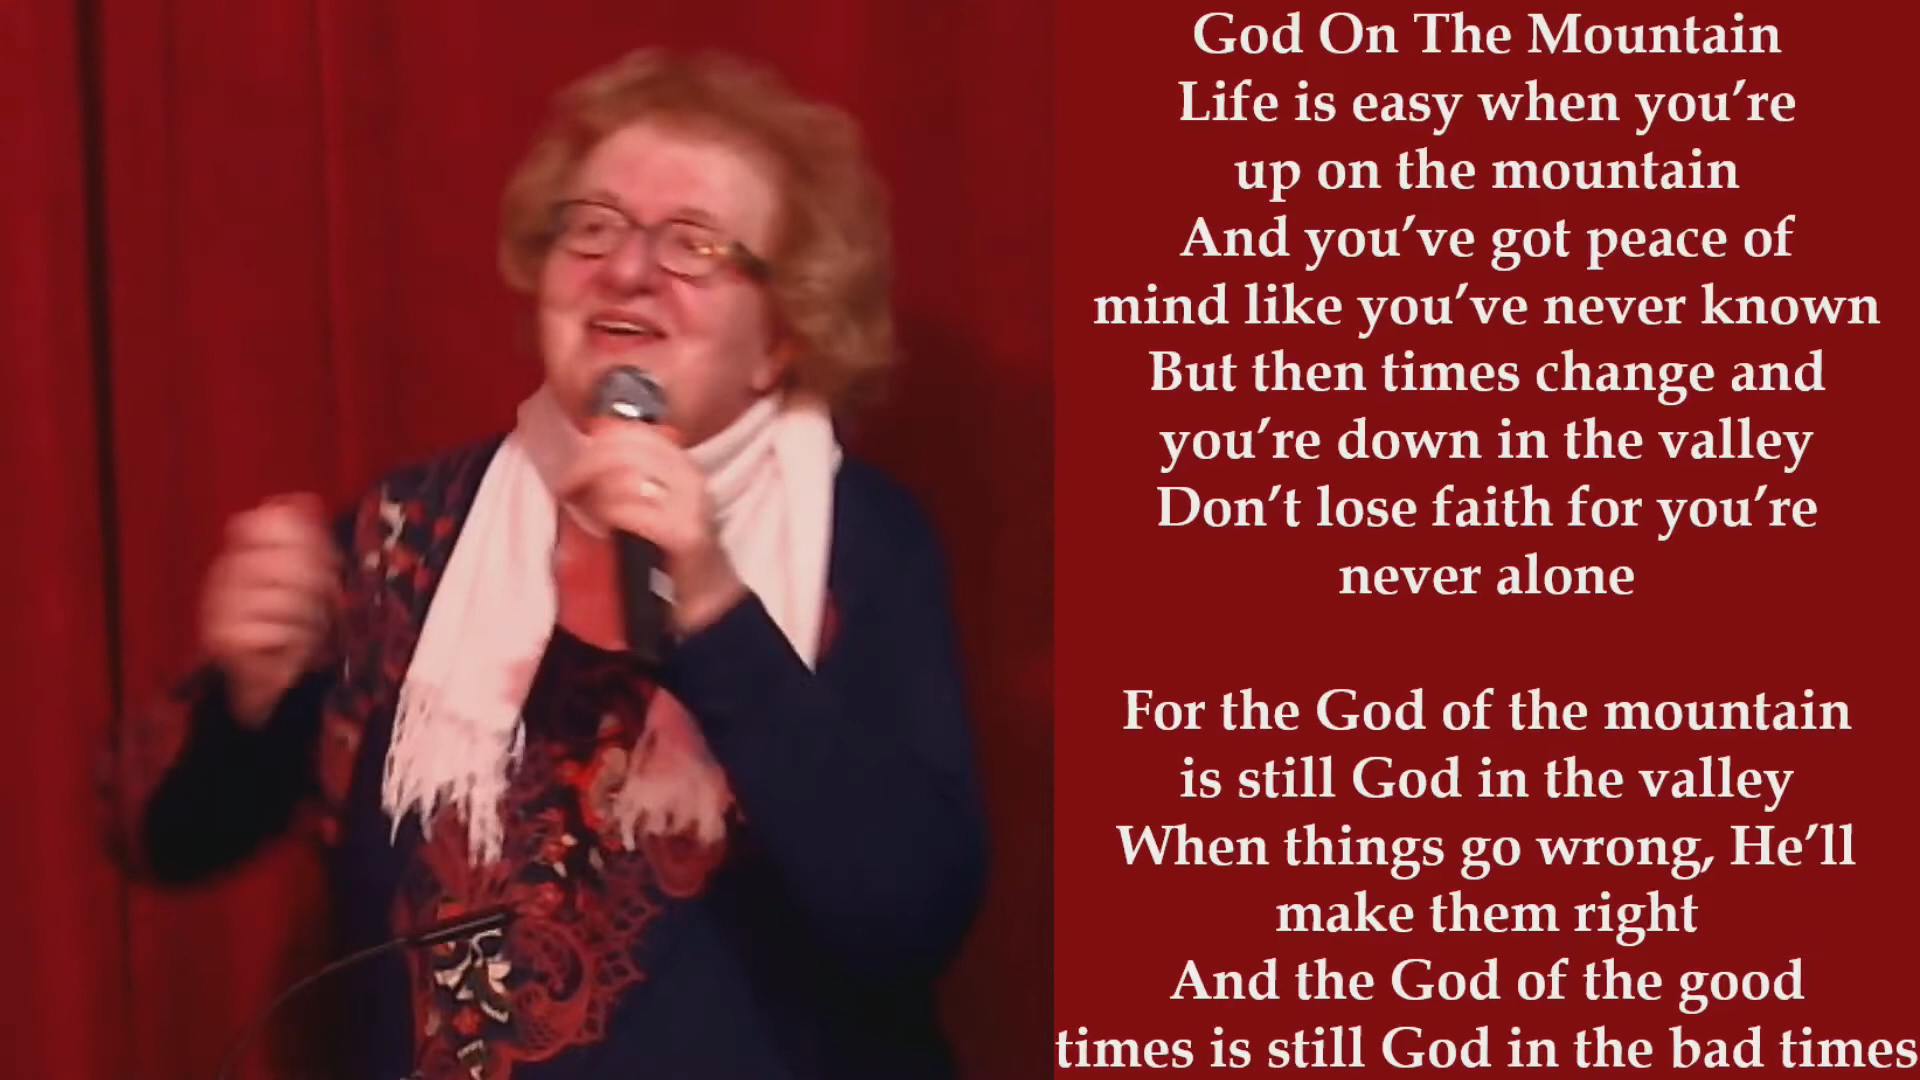 God On The Mountain
Life is easy when you’re
up on the mountain
And you’ve got peace of
mind like you’ve never known
But then times change and
you’re down in the valley
Don’t lose faith for you’re
never alone
For the God of the mountain
is still God in the valley
When things go wrong, He’ll
make them right
And the God of the good
times is still God in the bad times